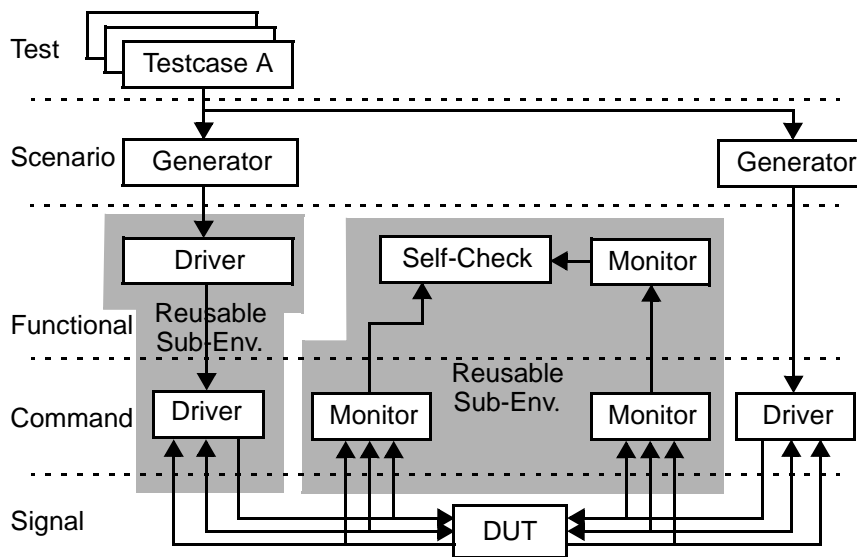 Test
Testcase A
Scenario
Generator
Generator
Driver
Self-Check
Monitor
Functional
Reusable
Sub-Env.
Reusable
Sub-Env.
Command
Driver
Monitor
Monitor
Driver
Signal
DUT